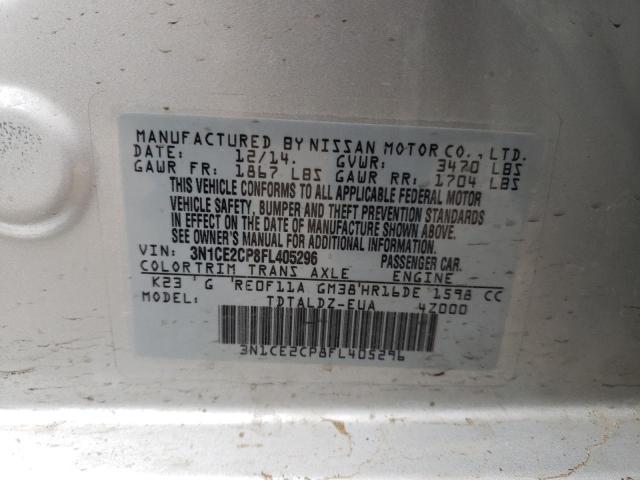 MANUFACTURED BY NISSAN MOTOR CO., LTD.
DATE: 12/14. GVWR: 3470 LBS
GAWR FR: 1867 LBS GAWR RR: 1704 LBS
THIS VEHICLE CONFORMS TO ALL APPLICABLE FEDERAL MOTOR
VEHICLE SAFETY, BUMPER AND THEFT PREVENTION STANDARDS
IN EFFECT ON THE DATE OF MANUFACTURE SHOWN ABOVE.
SEE OWNER'S MANUAL FOR ADDITIONAL INFORMATION.
VIN: 3N1CE2CP8FL405296 PASSENGER CAR.
COLOR TRIM TRANS AXLE ENGINE
K23 G RE0F11A GM38 HR16DE 1598 CC
MODEL: TDTALDZ-EUA 4Z000
3N1CE2CP8FL405296